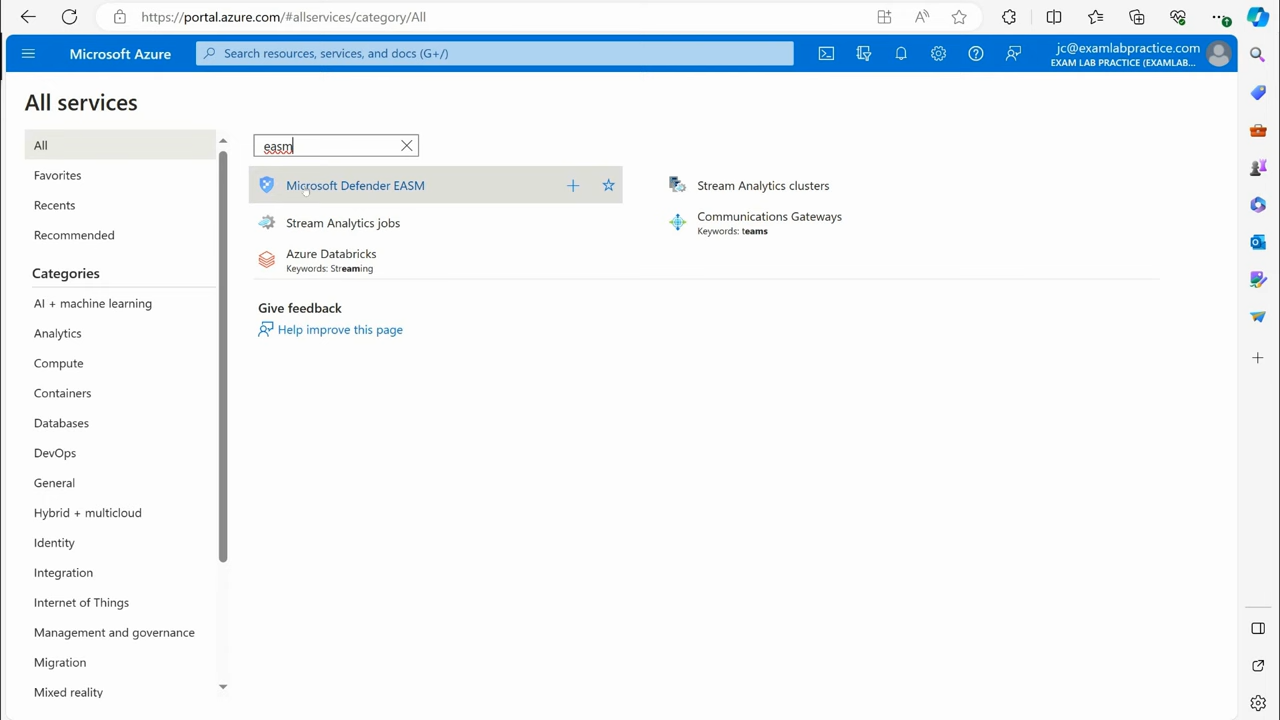 https://portal.azure.com/#allservices/category/All
Microsoft Azure
Search resources, services, and docs (G+/)
jc@examlabpractice.com
EXAM LAB PRACTICE (EXAMLAB...
All services
All
Favorites
Recents
Recommended
Categories
AI + machine learning
Analytics
Compute
Containers
Databases
DevOps
General
Hybrid + multicloud
Identity
Integration
Internet of Things
Management and governance
Migration
Mixed reality
easm
Microsoft Defender EASM
Stream Analytics clusters
Stream Analytics jobs
Communications Gateways
Keywords: teams
Azure Databricks
Keywords: Streaming
Give feedback
Help improve this page